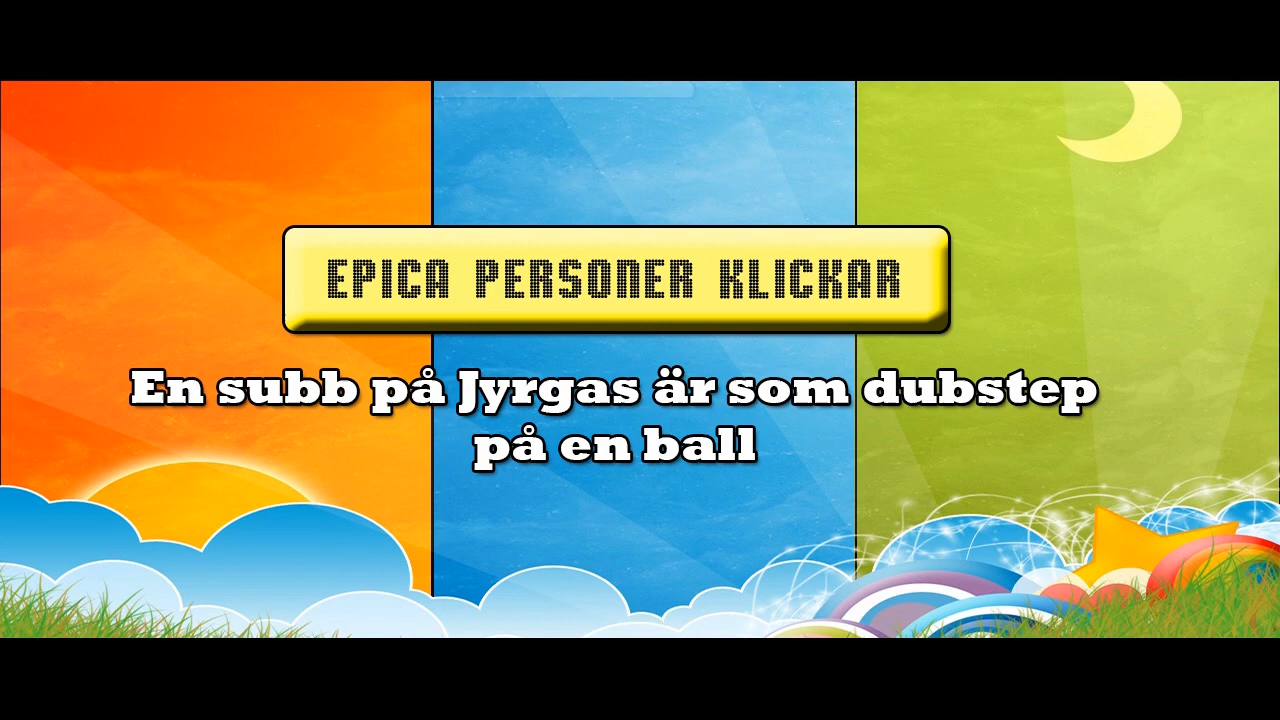 EPICA PERSONER KLICKAR
En subb på Jyrgas är som dubstep
på en ball